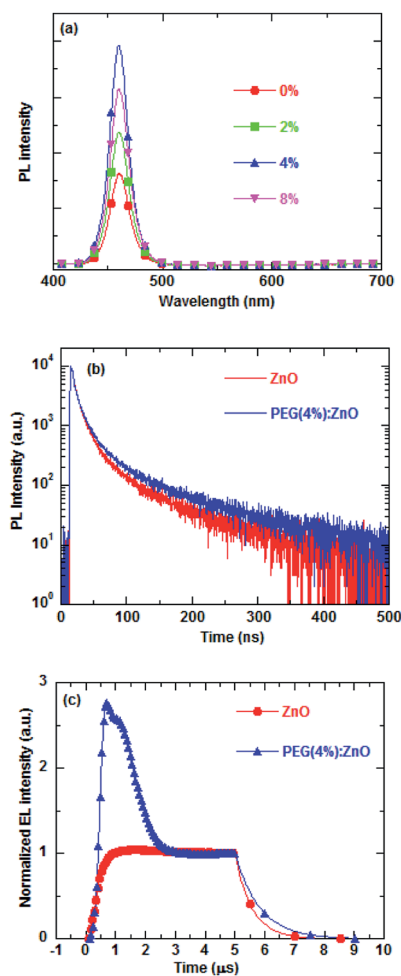 (a)
0%
2%
4%
8%
PL intensity
400 500 600 700
Wavelength (nm)
(b)
ZnO
PEG(4%):ZnO
PL Intensity (a.u.)
10⁴
10³
10²
10¹
10⁰
0 100 200 300 400 500
Time (ns)
(c)
ZnO
PEG(4%):ZnO
Normalized EL intensity (a.u.)
3
2
1
0
-1 0 1 2 3 4 5 6 7 8 9 10
Time (μs)